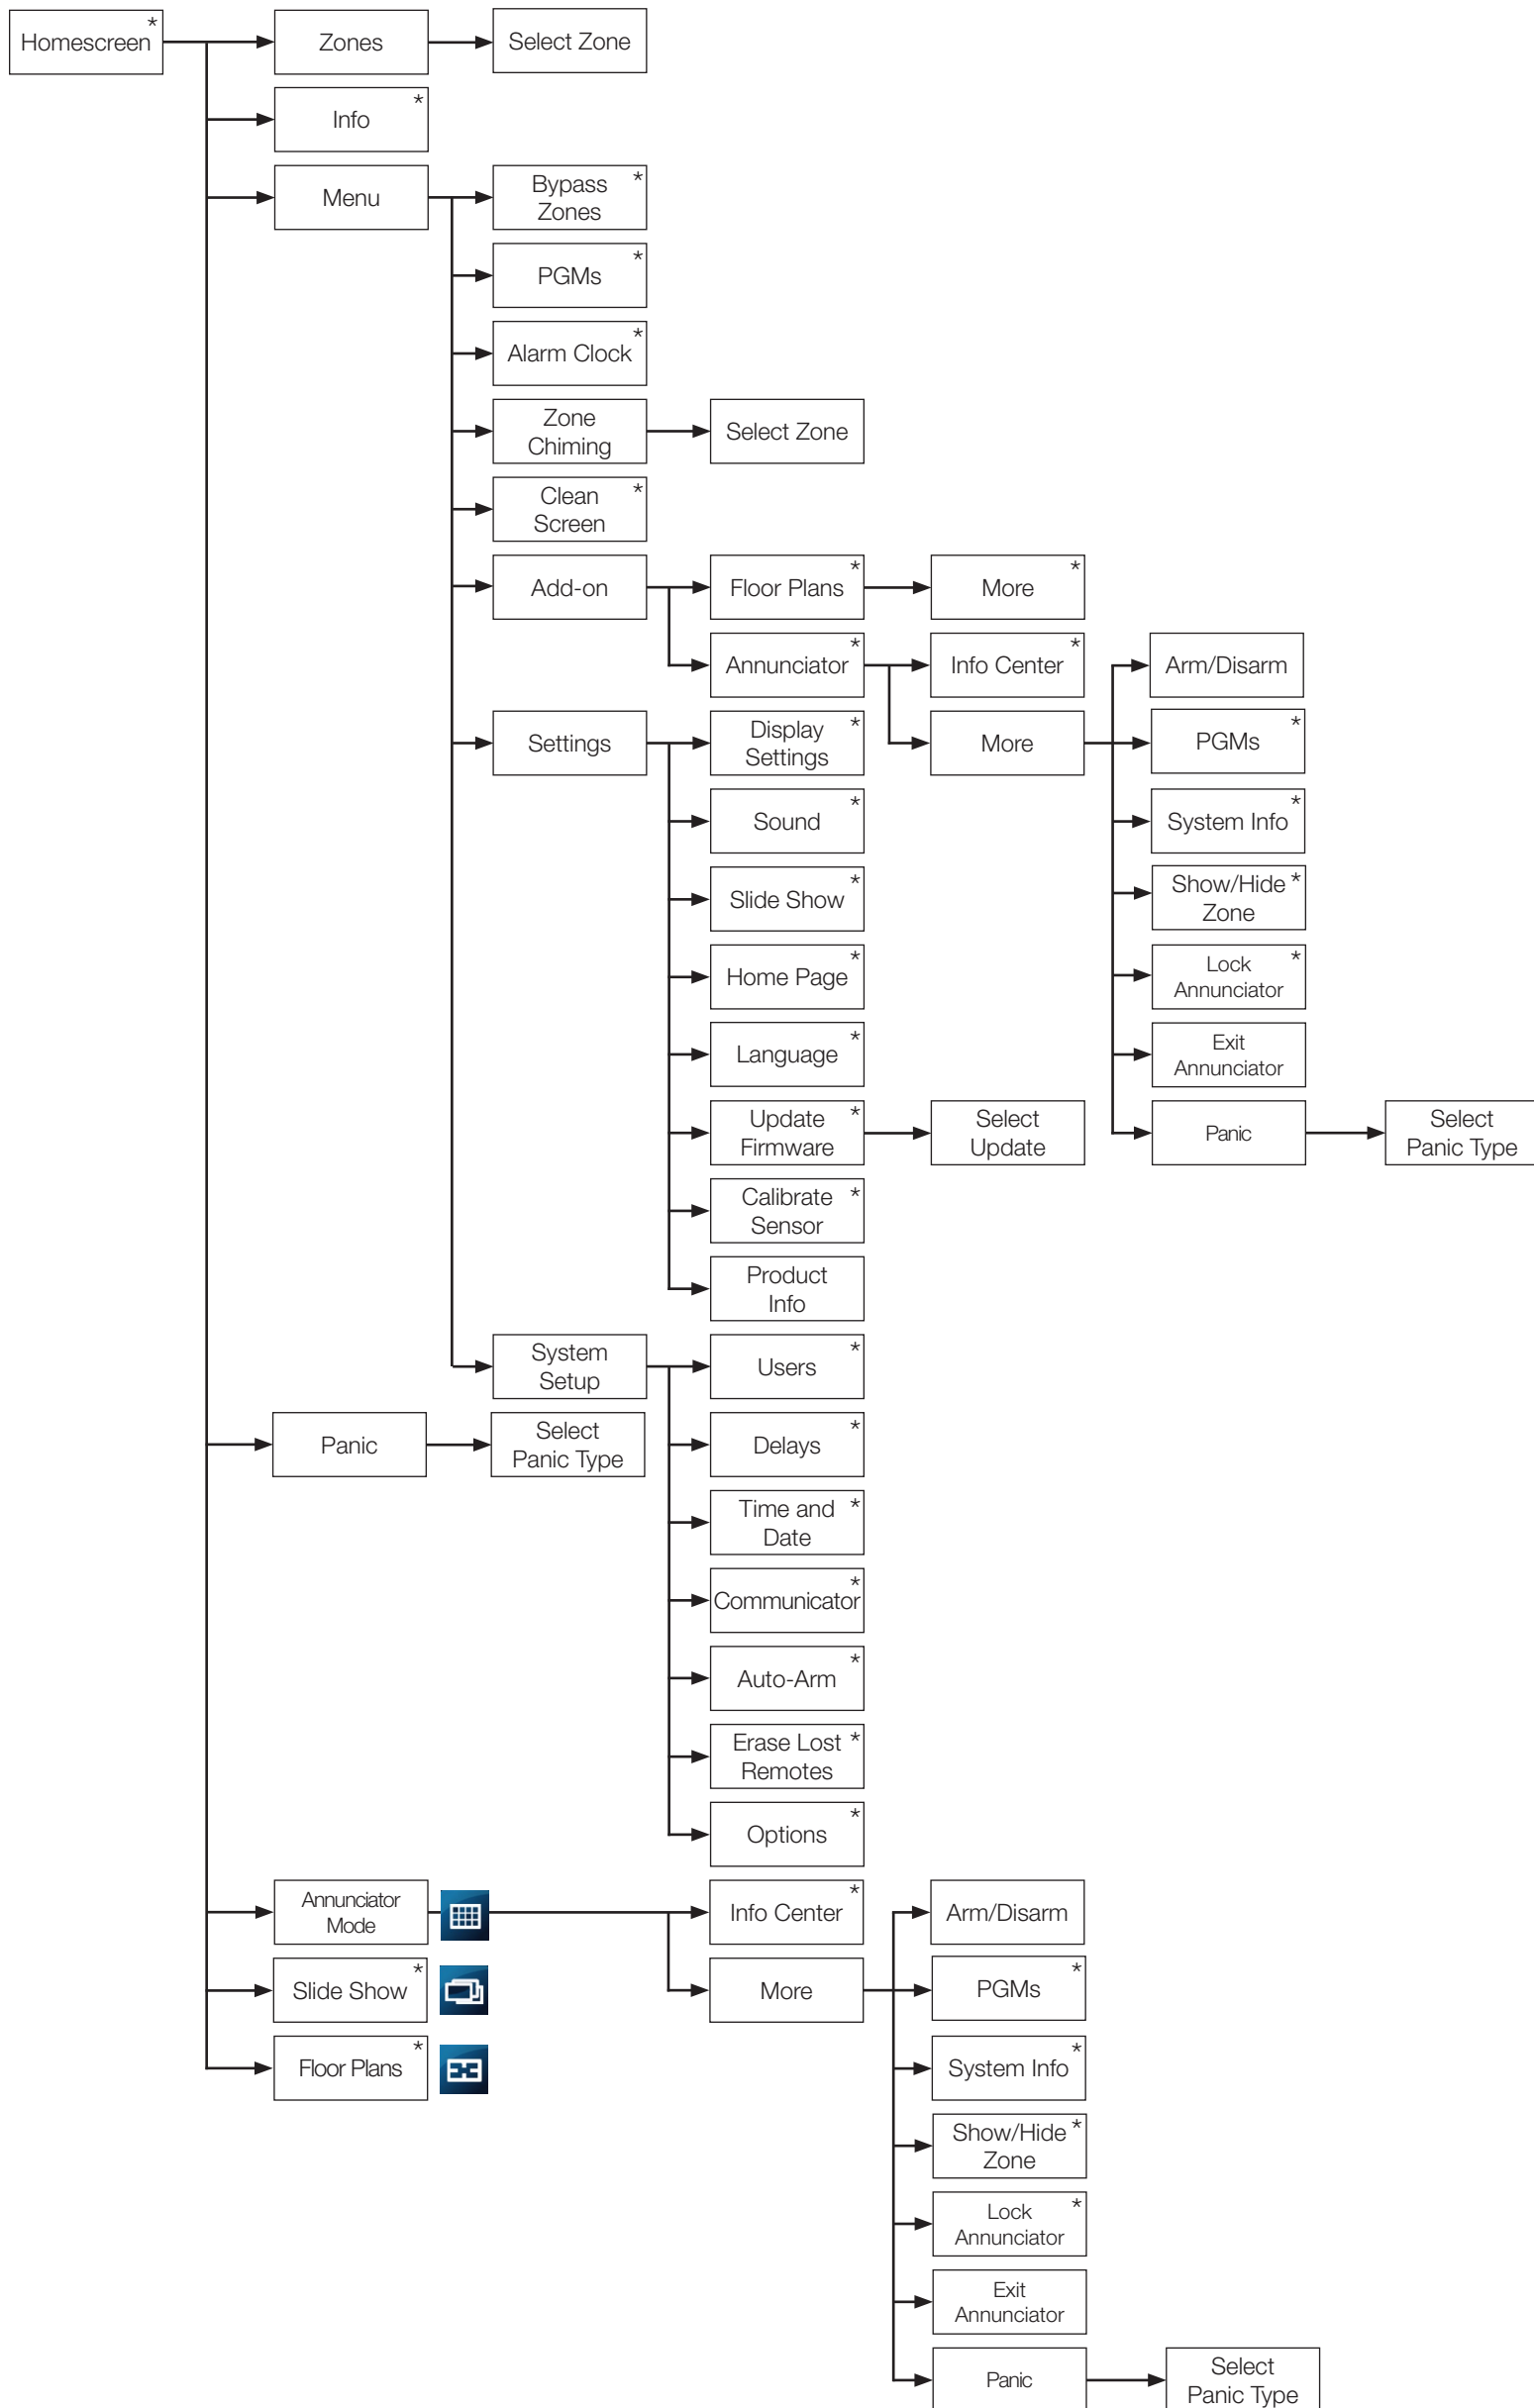 Homescreen *
Zones
Select Zone
Info *
Menu
Bypass *
Zones
PGMs *
Alarm Clock *
Zone
Chiming
Select Zone
Clean *
Screen
Add-on
Floor Plans *
More *
Annunciator *
Info Center *
Arm/Disarm
Settings
Display *
Settings
More
PGMs *
Sound *
System Info *
Slide Show *
Show/Hide *
Zone
Home Page *
Lock *
Annunciator
Language *
Exit
Annunciator
Update *
Firmware
Select
Update
Panic
Select
Panic Type
Calibrate *
Sensor
Product
Info
System
Setup
Users *
Panic
Select
Panic Type
Delays *
Time and *
Date
Communicator *
Auto-Arm *
Erase Lost *
Remotes
Options *
Annunciator
Mode
Info Center *
Arm/Disarm
Slide Show *
More
PGMs *
Floor Plans *
System Info *
Show/Hide *
Zone
Lock *
Annunciator
Exit
Annunciator
Panic
Select
Panic Type